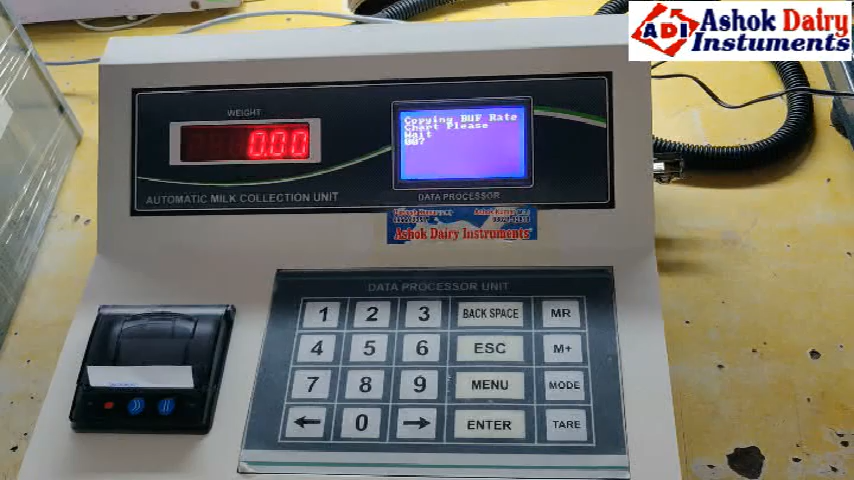 ADI Ashok Dairy
Instuments
WEIGHT
0.00
Copying BUF Rate
Chart Please
Wait
007
AUTOMATIC MILK COLLECTION UNIT
DATA PROCESSOR
Ashok Dairy Instruments
DATA PROCESSOR UNIT
1 2 3 BACK SPACE MR
4 5 6 ESC M+
7 8 9 MENU MODE
← 0 → ENTER TARE